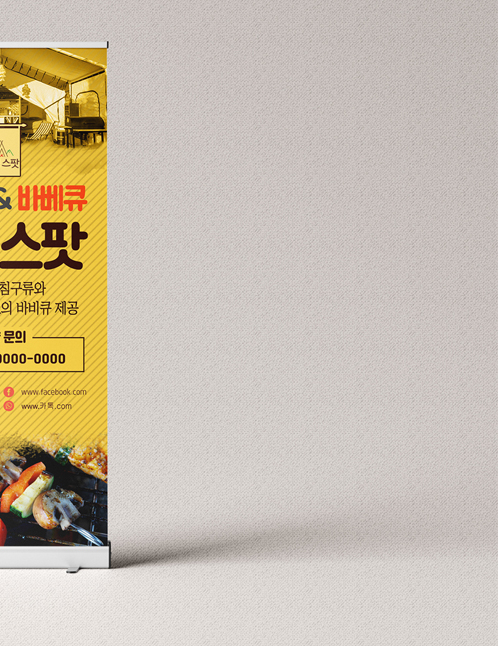 스팟
& 바베큐
스팟
침구류와
의 바비큐 제공
문의
0000-0000
www.facebook.com
www.카톡.com